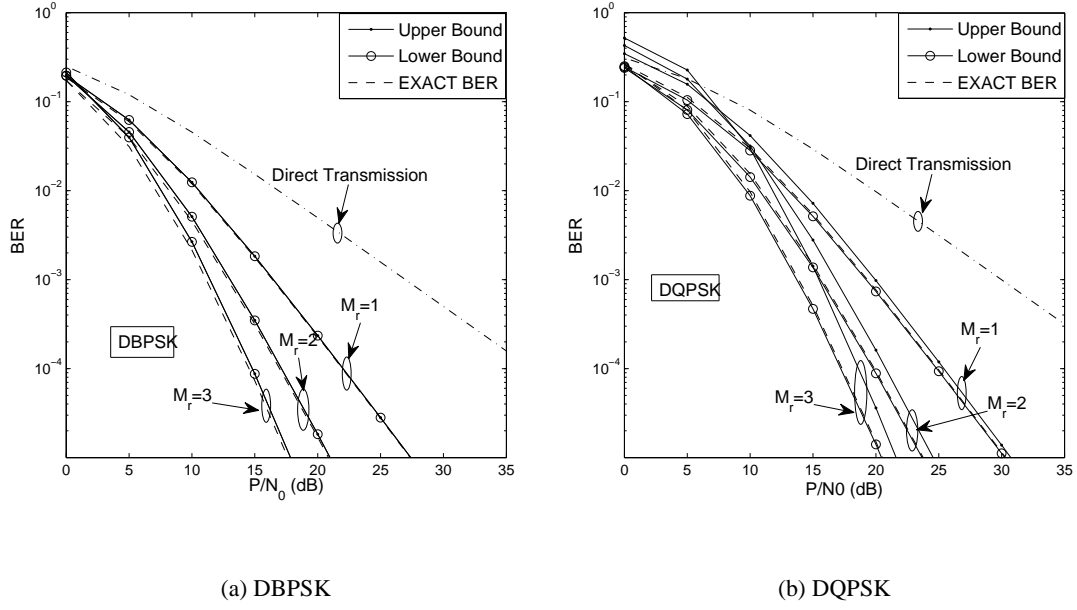 10^0
10^-1
10^-2
10^-3
10^-4
0 5 10 15 20 25 30 35
P/N_0 (dB)
BER
Upper Bound
Lower Bound
EXACT BER
Direct Transmission
DBPSK
M_r=1
M_r=2
M_r=3
(a) DBPSK
10^0
10^-1
10^-2
10^-3
10^-4
0 5 10 15 20 25 30 35
P/N0 (dB)
BER
Upper Bound
Lower Bound
EXACT BER
Direct Transmission
DQPSK
M_r=1
M_r=2
M_r=3
(b) DQPSK